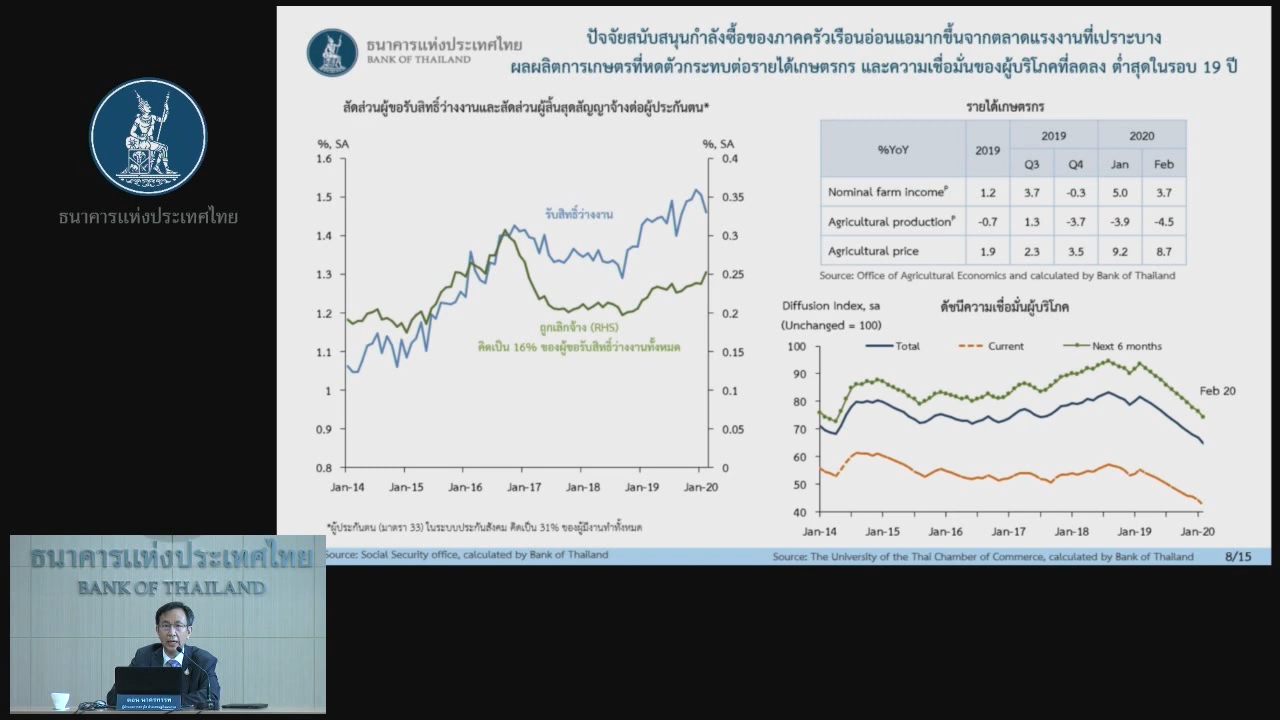 ธนาคารแห่งประเทศไทย
ธนาคารแห่งประเทศไทย
BANK OF THAILAND
ปัจจัยสนับสนุนกำลังซื้อของภาคครัวเรือนอ่อนแอมากขึ้นจากตลาดแรงงานที่เปราะบาง
ผลผลิตการเกษตรที่หดตัวกระทบต่อรายได้เกษตรกร และความเชื่อมั่นของผู้บริโภคที่ลดลง ต่ำสุดในรอบ 19 ปี
สัดส่วนผู้ขอรับสิทธิ์ว่างงานและสัดส่วนผู้สิ้นสุดสัญญาจ้างต่อผู้ประกันตน*
%, SA %, SA
1.6 0.4
1.5 0.35
รับสิทธิ์ว่างงาน
1.4 0.3
1.3 0.25
1.2 0.2
ถูกเลิกจ้าง (RHS)
คิดเป็น 16% ของผู้ขอรับสิทธิ์ว่างงานทั้งหมด
1.1 0.15
1 0.1
0.9 0.05
0.8 0
Jan-14 Jan-15 Jan-16 Jan-17 Jan-18 Jan-19 Jan-20
*ผู้ประกันตน (มาตรา 33) ในระบบประกันสังคม คิดเป็น 31% ของผู้มีงานทำทั้งหมด
Source: Social Security office, calculated by Bank of Thailand
รายได้เกษตรกร
%YoY 2019 2019 2020
Q3 Q4 Jan Feb
Nominal farm incomeᴾ 1.2 3.7 -0.3 5.0 3.7
Agricultural productionᴾ -0.7 1.3 -3.7 -3.9 -4.5
Agricultural price 1.9 2.3 3.5 9.2 8.7
Source: Office of Agricultural Economics and calculated by Bank of Thailand
Diffusion index, sa
(Unchanged = 100)
ดัชนีความเชื่อมั่นผู้บริโภค
Total Current Next 6 months
100
90
Feb 20
80
70
60
50
40
Jan-14 Jan-15 Jan-16 Jan-17 Jan-18 Jan-19 Jan-20
Source: The University of the Thai Chamber of Commerce, calculated by Bank of Thailand
8/15
ธนาคารแห่งประเทศไทย
BANK OF THAILAND
ดอน นาครทรรพ